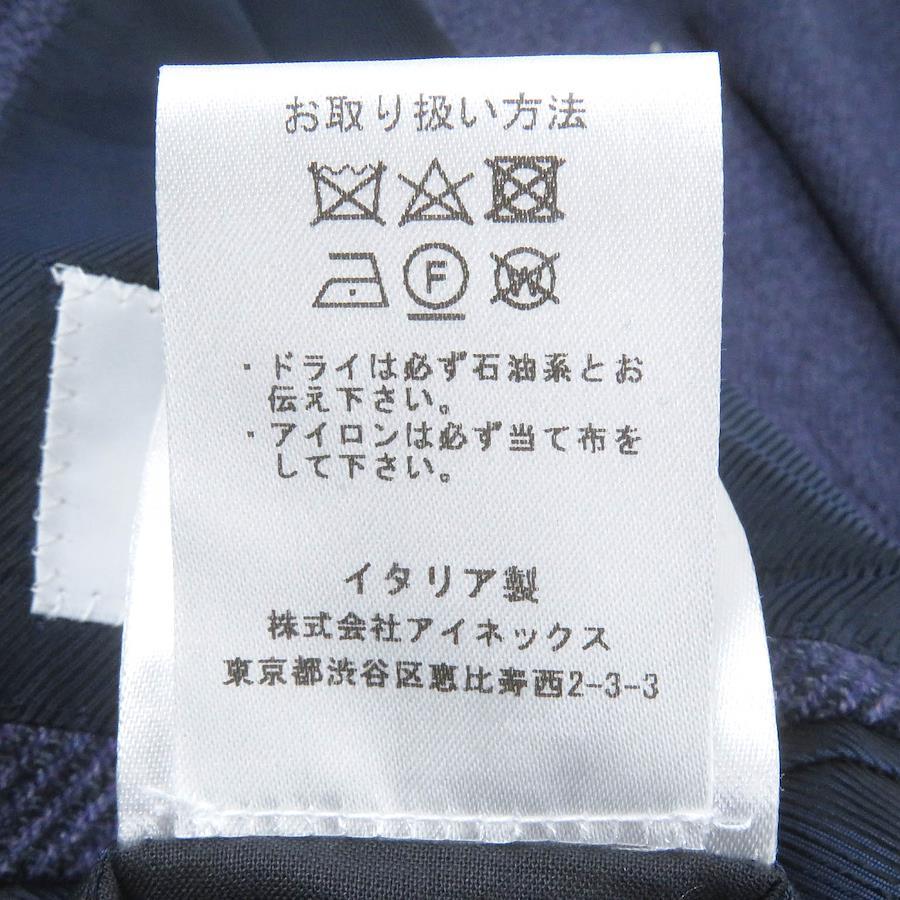 お取り扱い方法
F W
・ドライは必ず石油系とお
伝え下さい。
・アイロンは必ず当て布を
して下さい。
イタリア製
株式会社アイネックス
東京都渋谷区恵比寿西2-3-3